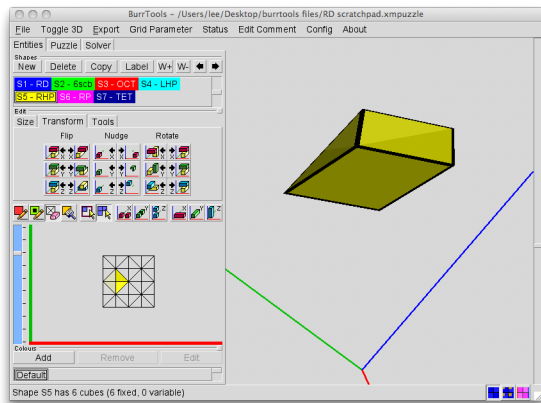 BurrTools - /Users/lee/Desktop/burrtools files/RD scratchpad.xmpuzzle
File Toggle 3D Export Grid Parameter Status Edit Comment Config About
Entities Puzzle Solver
Shapes
New Delete Copy Label W+ W-
S1 - RD S2 - 6scb S3 - OCT S4 - LHP
S5 - RHP S6 - RP S7 - TET
Edit
Size Transform Tools
Flip Nudge Rotate
X X X
Y Y Y
Z Z Z
X Y Z X Y Z
Colours
Add Remove Edit
Default
Shape S5 has 6 cubes (6 fixed, 0 variable)